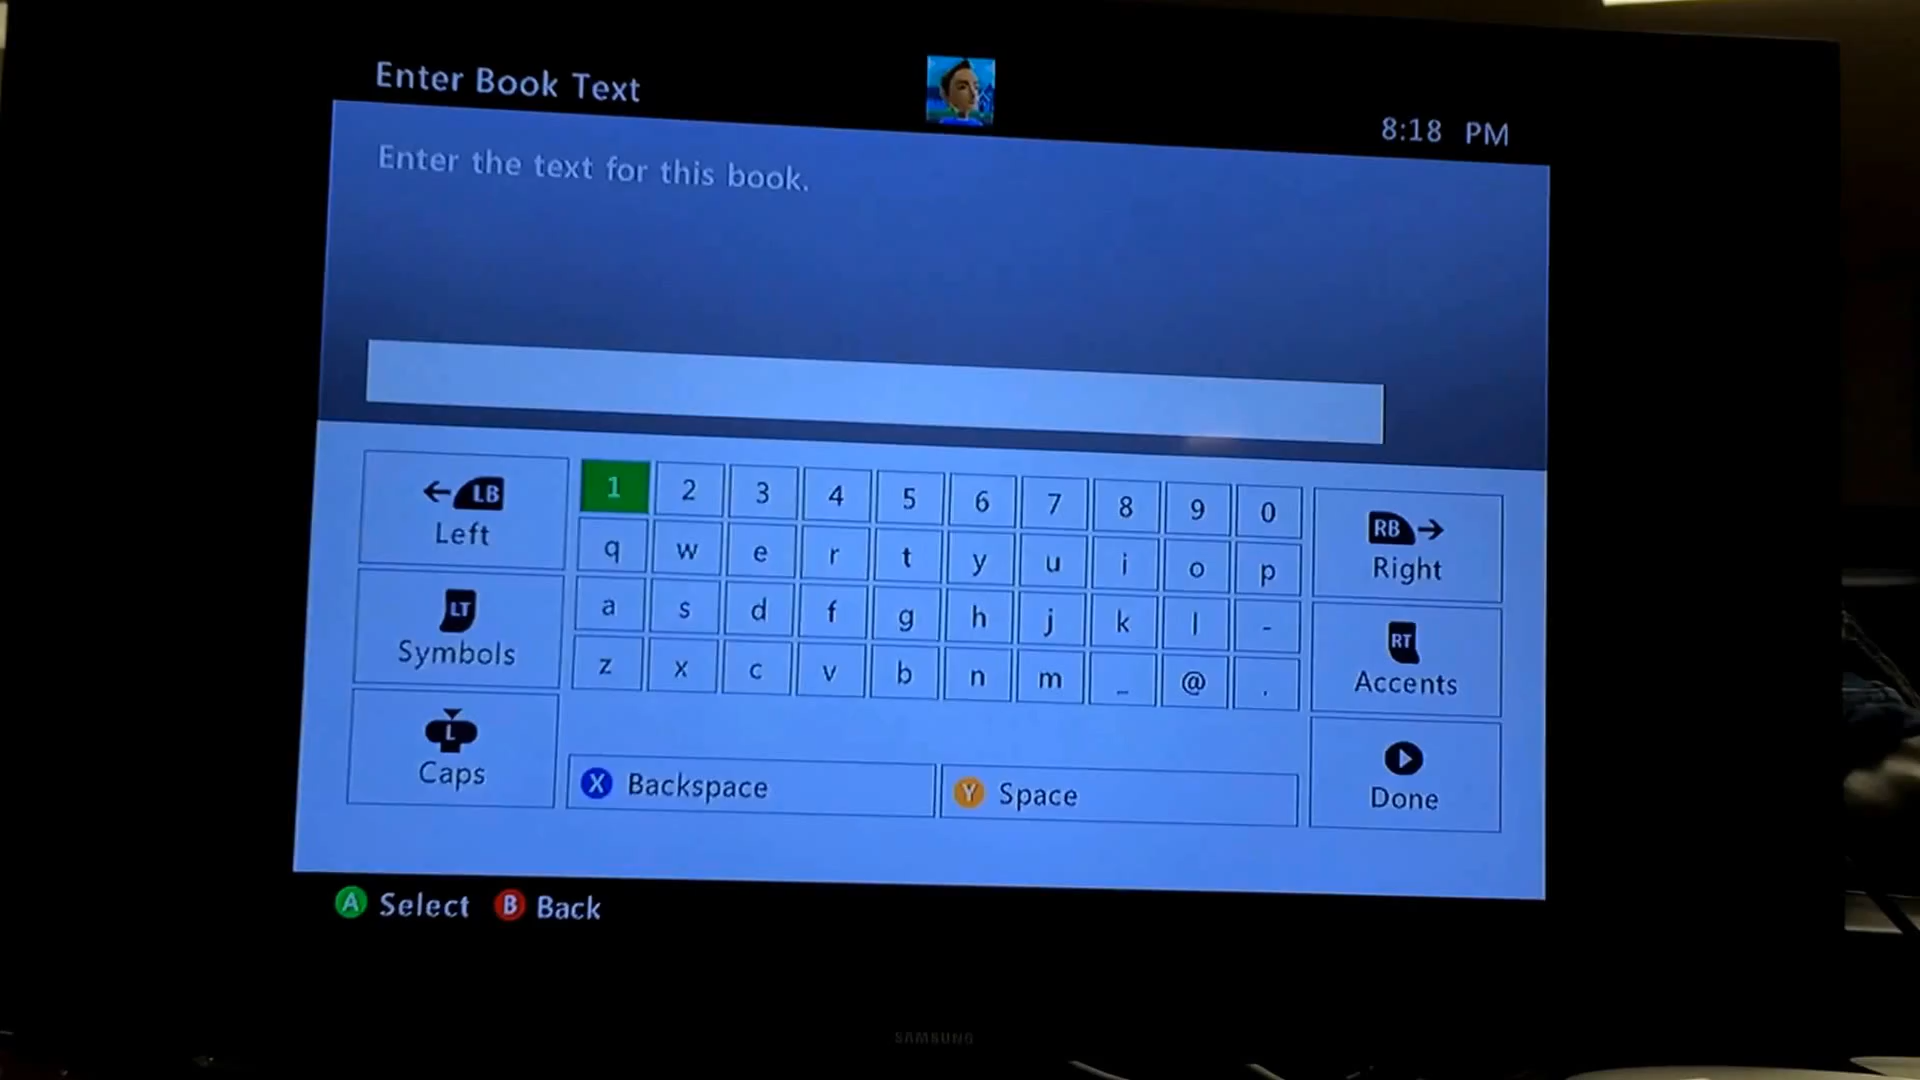 Enter Book Text
8:18 PM
Enter the text for this book.
← LB
Left
1 2 3 4 5 6 7 8 9 0
RB →
Right
q w e r t y u i o p
LT
Symbols
a s d f g h j k l -
RT
Accents
z x c v b n m _ @ .
L
Caps
X Backspace
Y Space
Done
A Select B Back
SAMSUNG